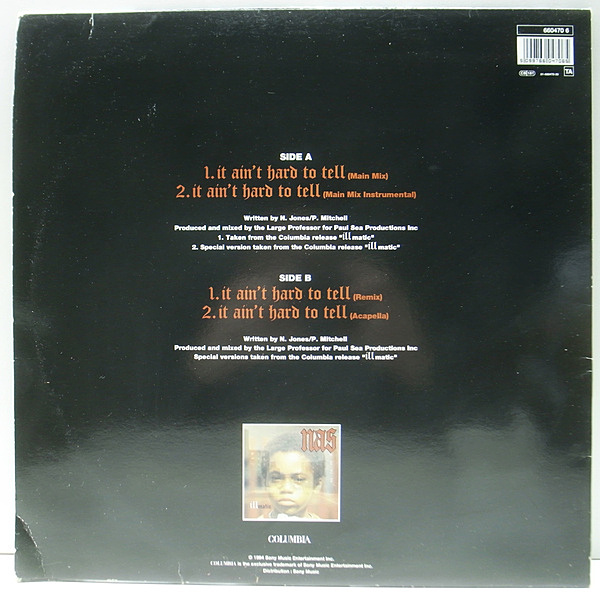 660470 6
SIDE A
1. it ain't hard to tell (Main Mix)
2. it ain't hard to tell (Main Mix Instrumental)
Written by N. Jones/P. Mitchell
Produced and mixed by the Large Professor for Paul Sea Productions Inc
1. Taken from the Columbia release "illmatic"
2. Special version taken from the Columbia release "illmatic"
SIDE B
1. it ain't hard to tell (Remix)
2. it ain't hard to tell (Acapella)
Written by N. Jones/P. Mitchell
Produced and mixed by the Large Professor for Paul Sea Productions Inc
Special versions taken from the Columbia release "illmatic"
nas
illmatic
COLUMBIA
© 1994 Sony Music Entertainment Inc.
COLUMBIA is the exclusive trademark of Sony Music Entertainment Inc.
Distribution : Sony Music